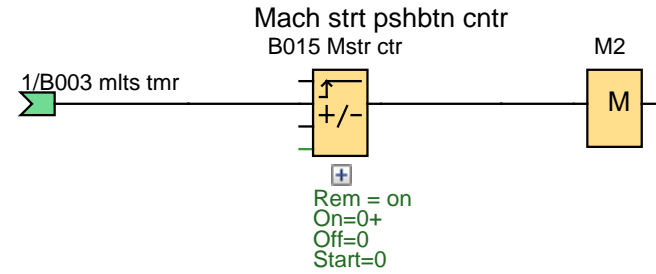 Mach strt pshbtn cntr
B015 Mstr ctr
M2
1/B003 mlts tmr
+/-
M
Rem = on
On=0+
Off=0
Start=0